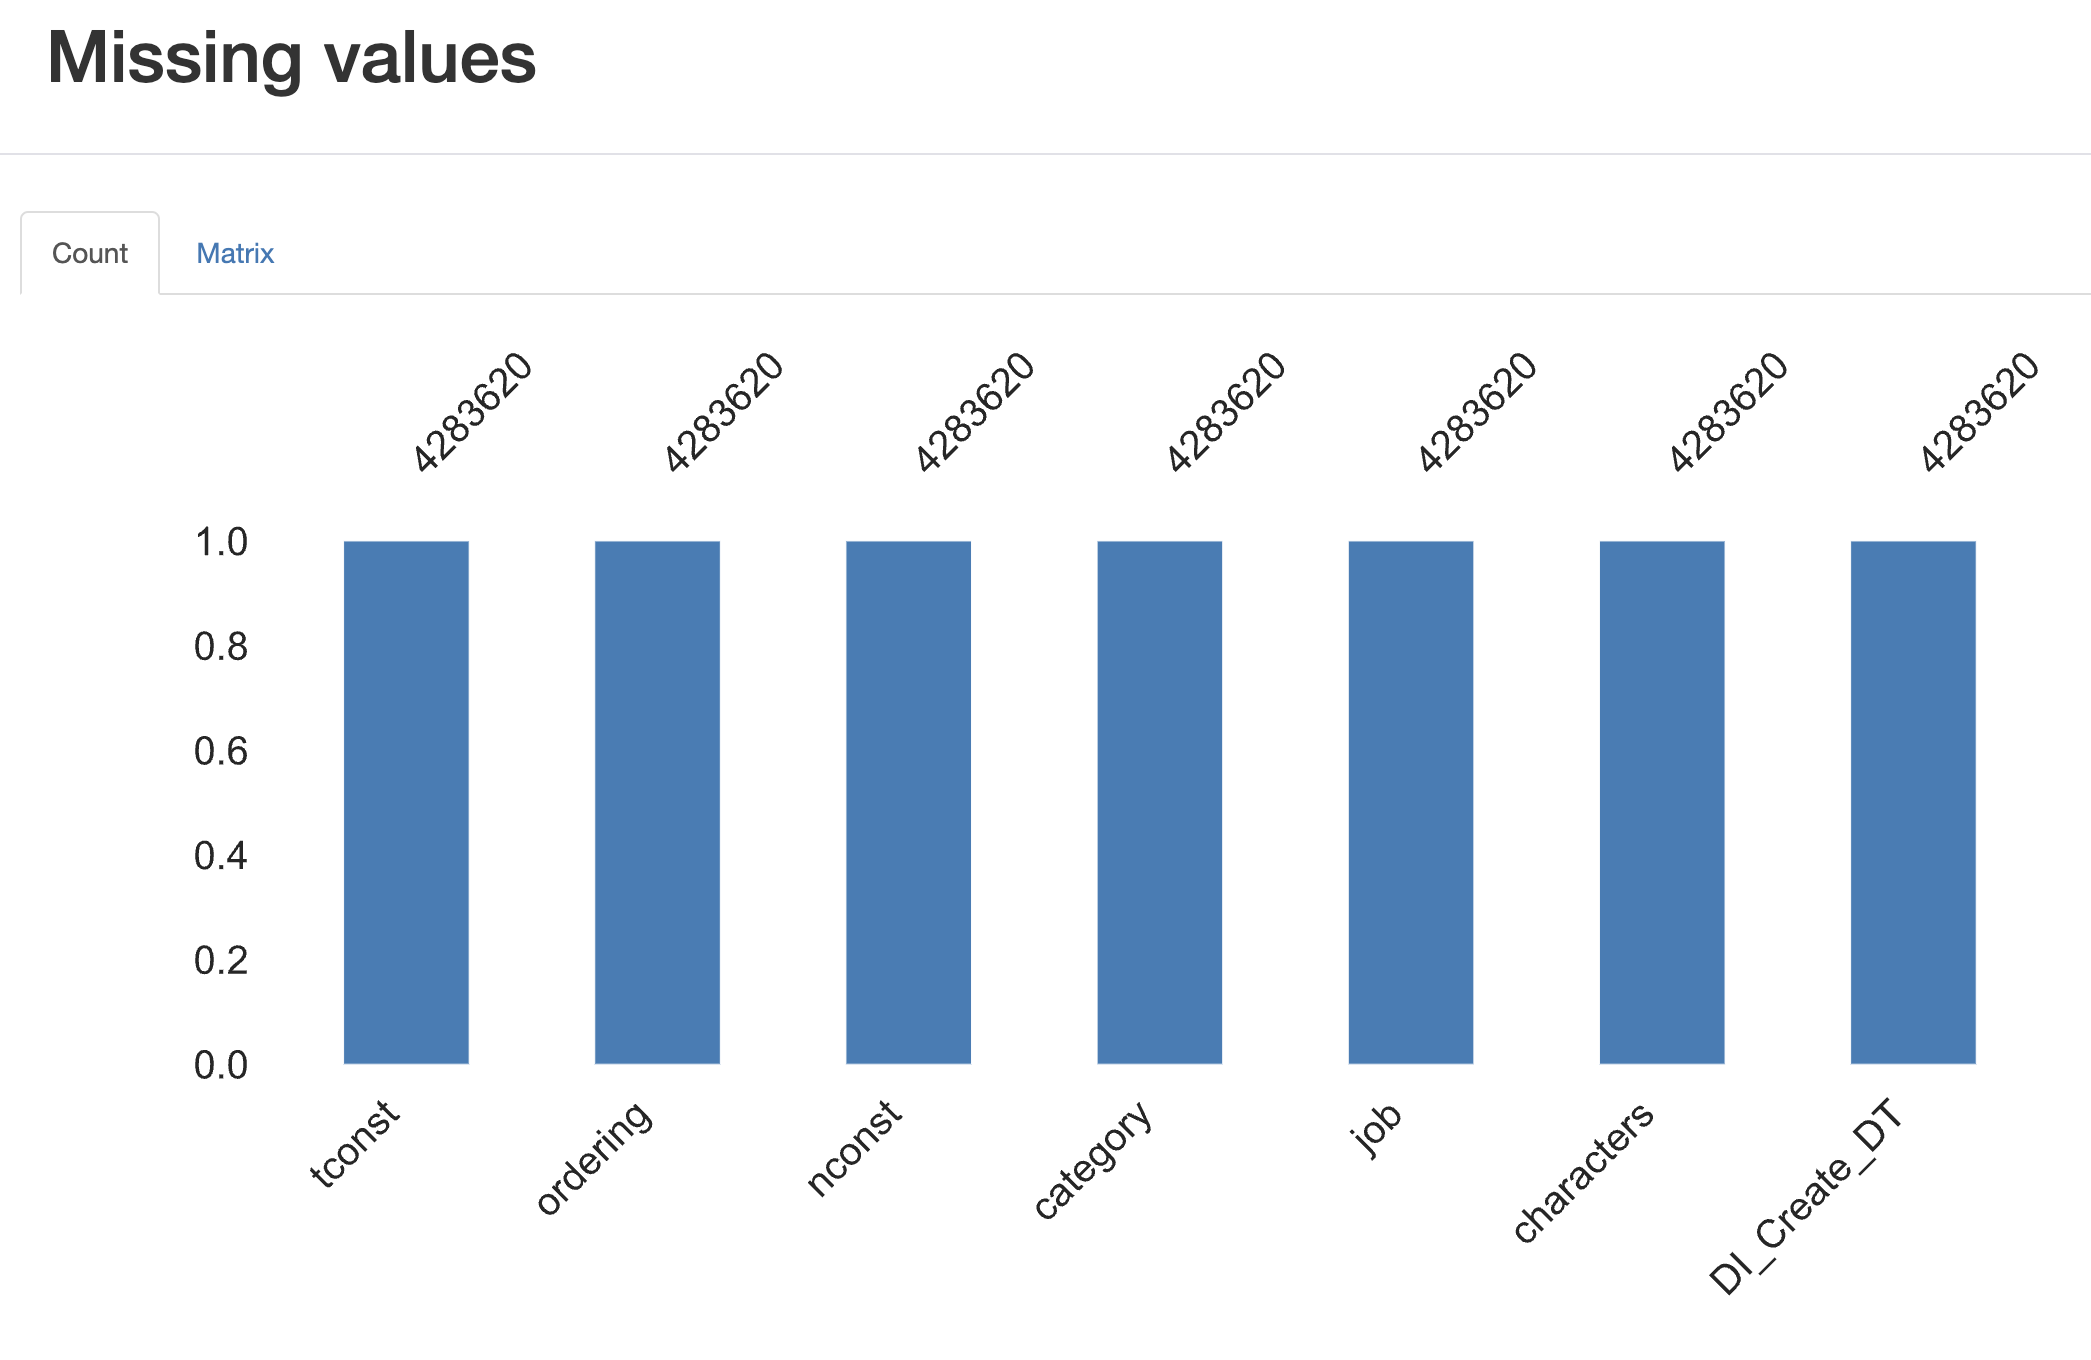 Missing values
Count Matrix
4283620 4283620 4283620 4283620 4283620 4283620 4283620
1.0
0.8
0.6
0.4
0.2
0.0
tconst ordering nconst category job characters DI_Create_DT